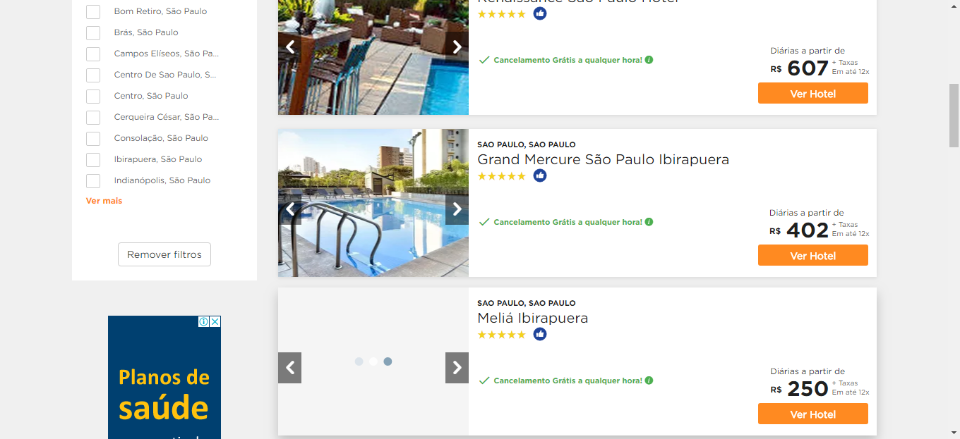 Bom Retiro, São Paulo
Brás, São Paulo
Campos Elíseos, São Pa...
Centro De Sao Paulo, S...
Centro, São Paulo
Cerqueira César, São Pa...
Consolação, São Paulo
Ibirapuera, São Paulo
Indianópolis, São Paulo
Ver mais
Remover filtros
Planos de
saúde
Renaissance São Paulo Hotel
Cancelamento Grátis a qualquer hora!
Diárias a partir de
R$ 607 + Taxas
Em até 12x
Ver Hotel
SAO PAULO, SAO PAULO
Grand Mercure São Paulo Ibirapuera
Cancelamento Grátis a qualquer hora!
Diárias a partir de
R$ 402 + Taxas
Em até 12x
Ver Hotel
SAO PAULO, SAO PAULO
Meliá Ibirapuera
Cancelamento Grátis a qualquer hora!
Diárias a partir de
R$ 250 + Taxas
Em até 12x
Ver Hotel